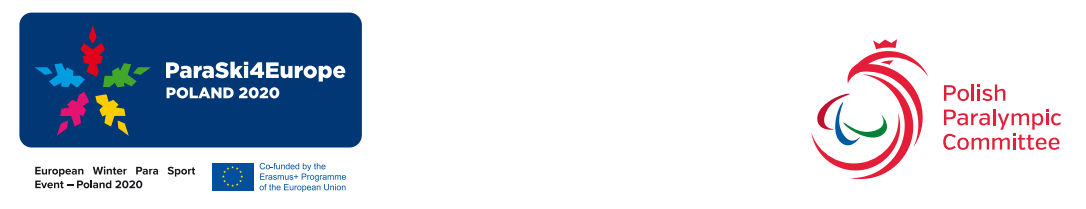 ParaSki4Europe
POLAND 2020
European Winter Para Sport
Event – Poland 2020
Co-funded by the
Erasmus+ Programme
of the European Union
Polish
Paralympic
Committee